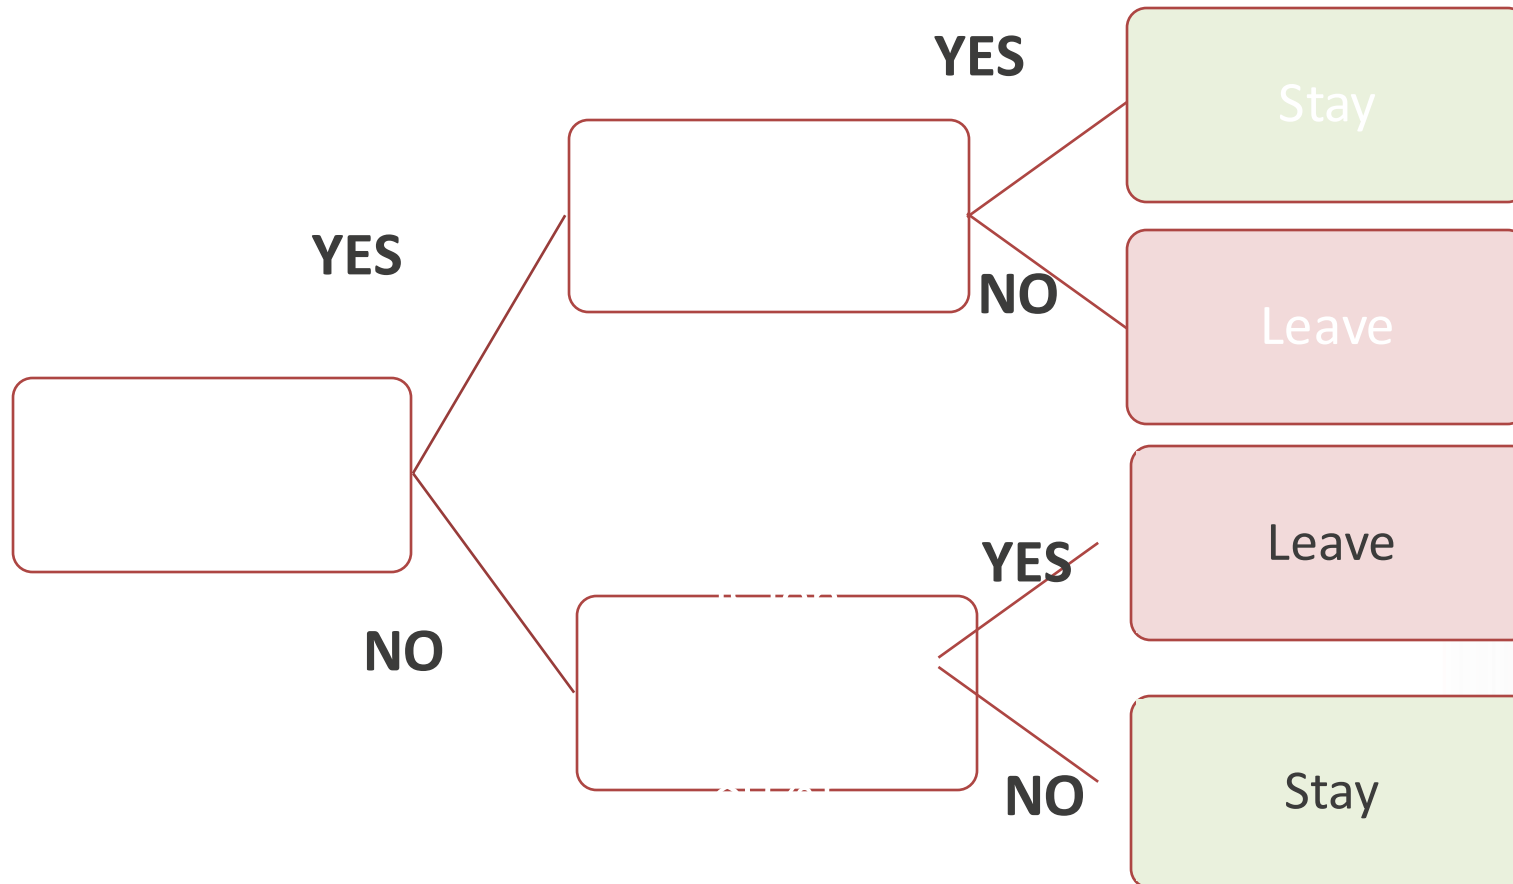 YES
Stay
YES
NO
Leave
YES
Leave
NO
NO
Stay